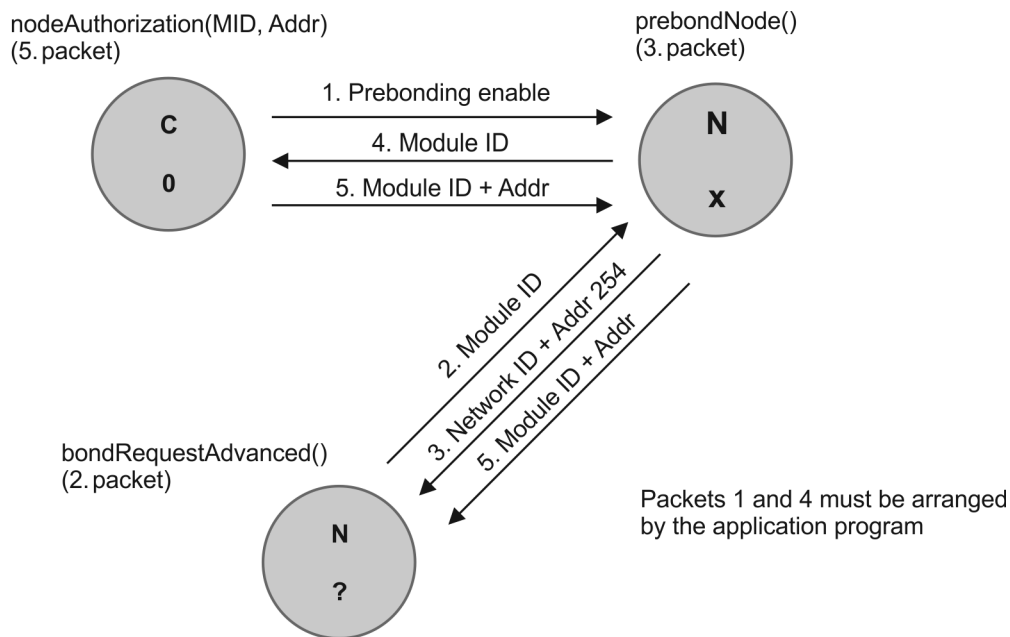 nodeAuthorization(MID, Addr)
(5. packet)
prebondNode()
(3. packet)
C
0
1. Prebonding enable
4. Module ID
5. Module ID + Addr
N
x
2. Module ID
3. Network ID + Addr 254
5. Module ID + Addr
bondRequestAdvanced()
(2. packet)
N
?
Packets 1 and 4 must be arranged
by the application program